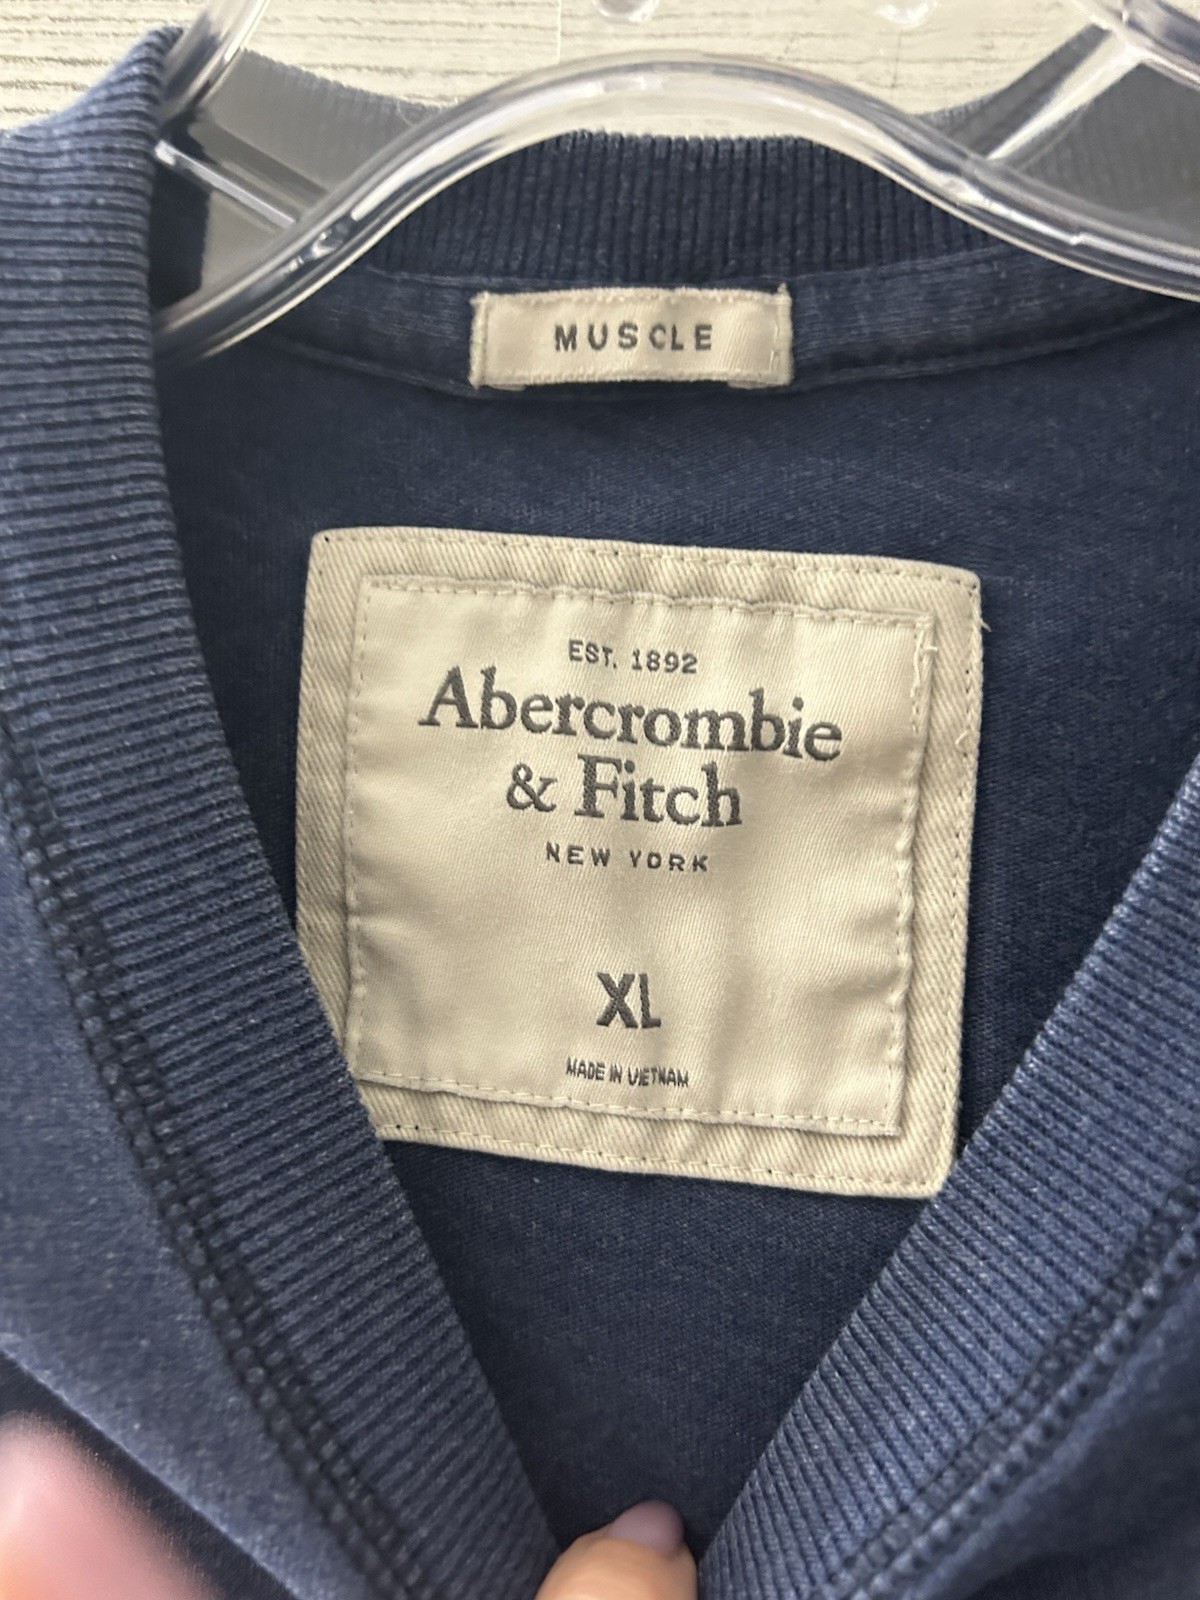 MUSCLE
EST. 1892
Abercrombie
& Fitch
NEW YORK
XL
MADE IN VIETNAM